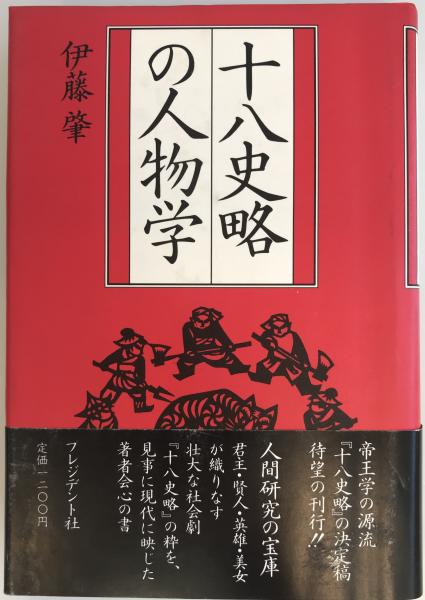 十八史略
の人物学
伊藤肇
帝王学の源流
『十八史略』の決定稿
待望の刊行!!
人間研究の宝庫
君主・賢人・英雄・美女
が織りなす
壮大な社会劇
『十八史略』の粋を、
見事に現代に映じた
著者会心の書
プレジデント社
定価一二〇〇円